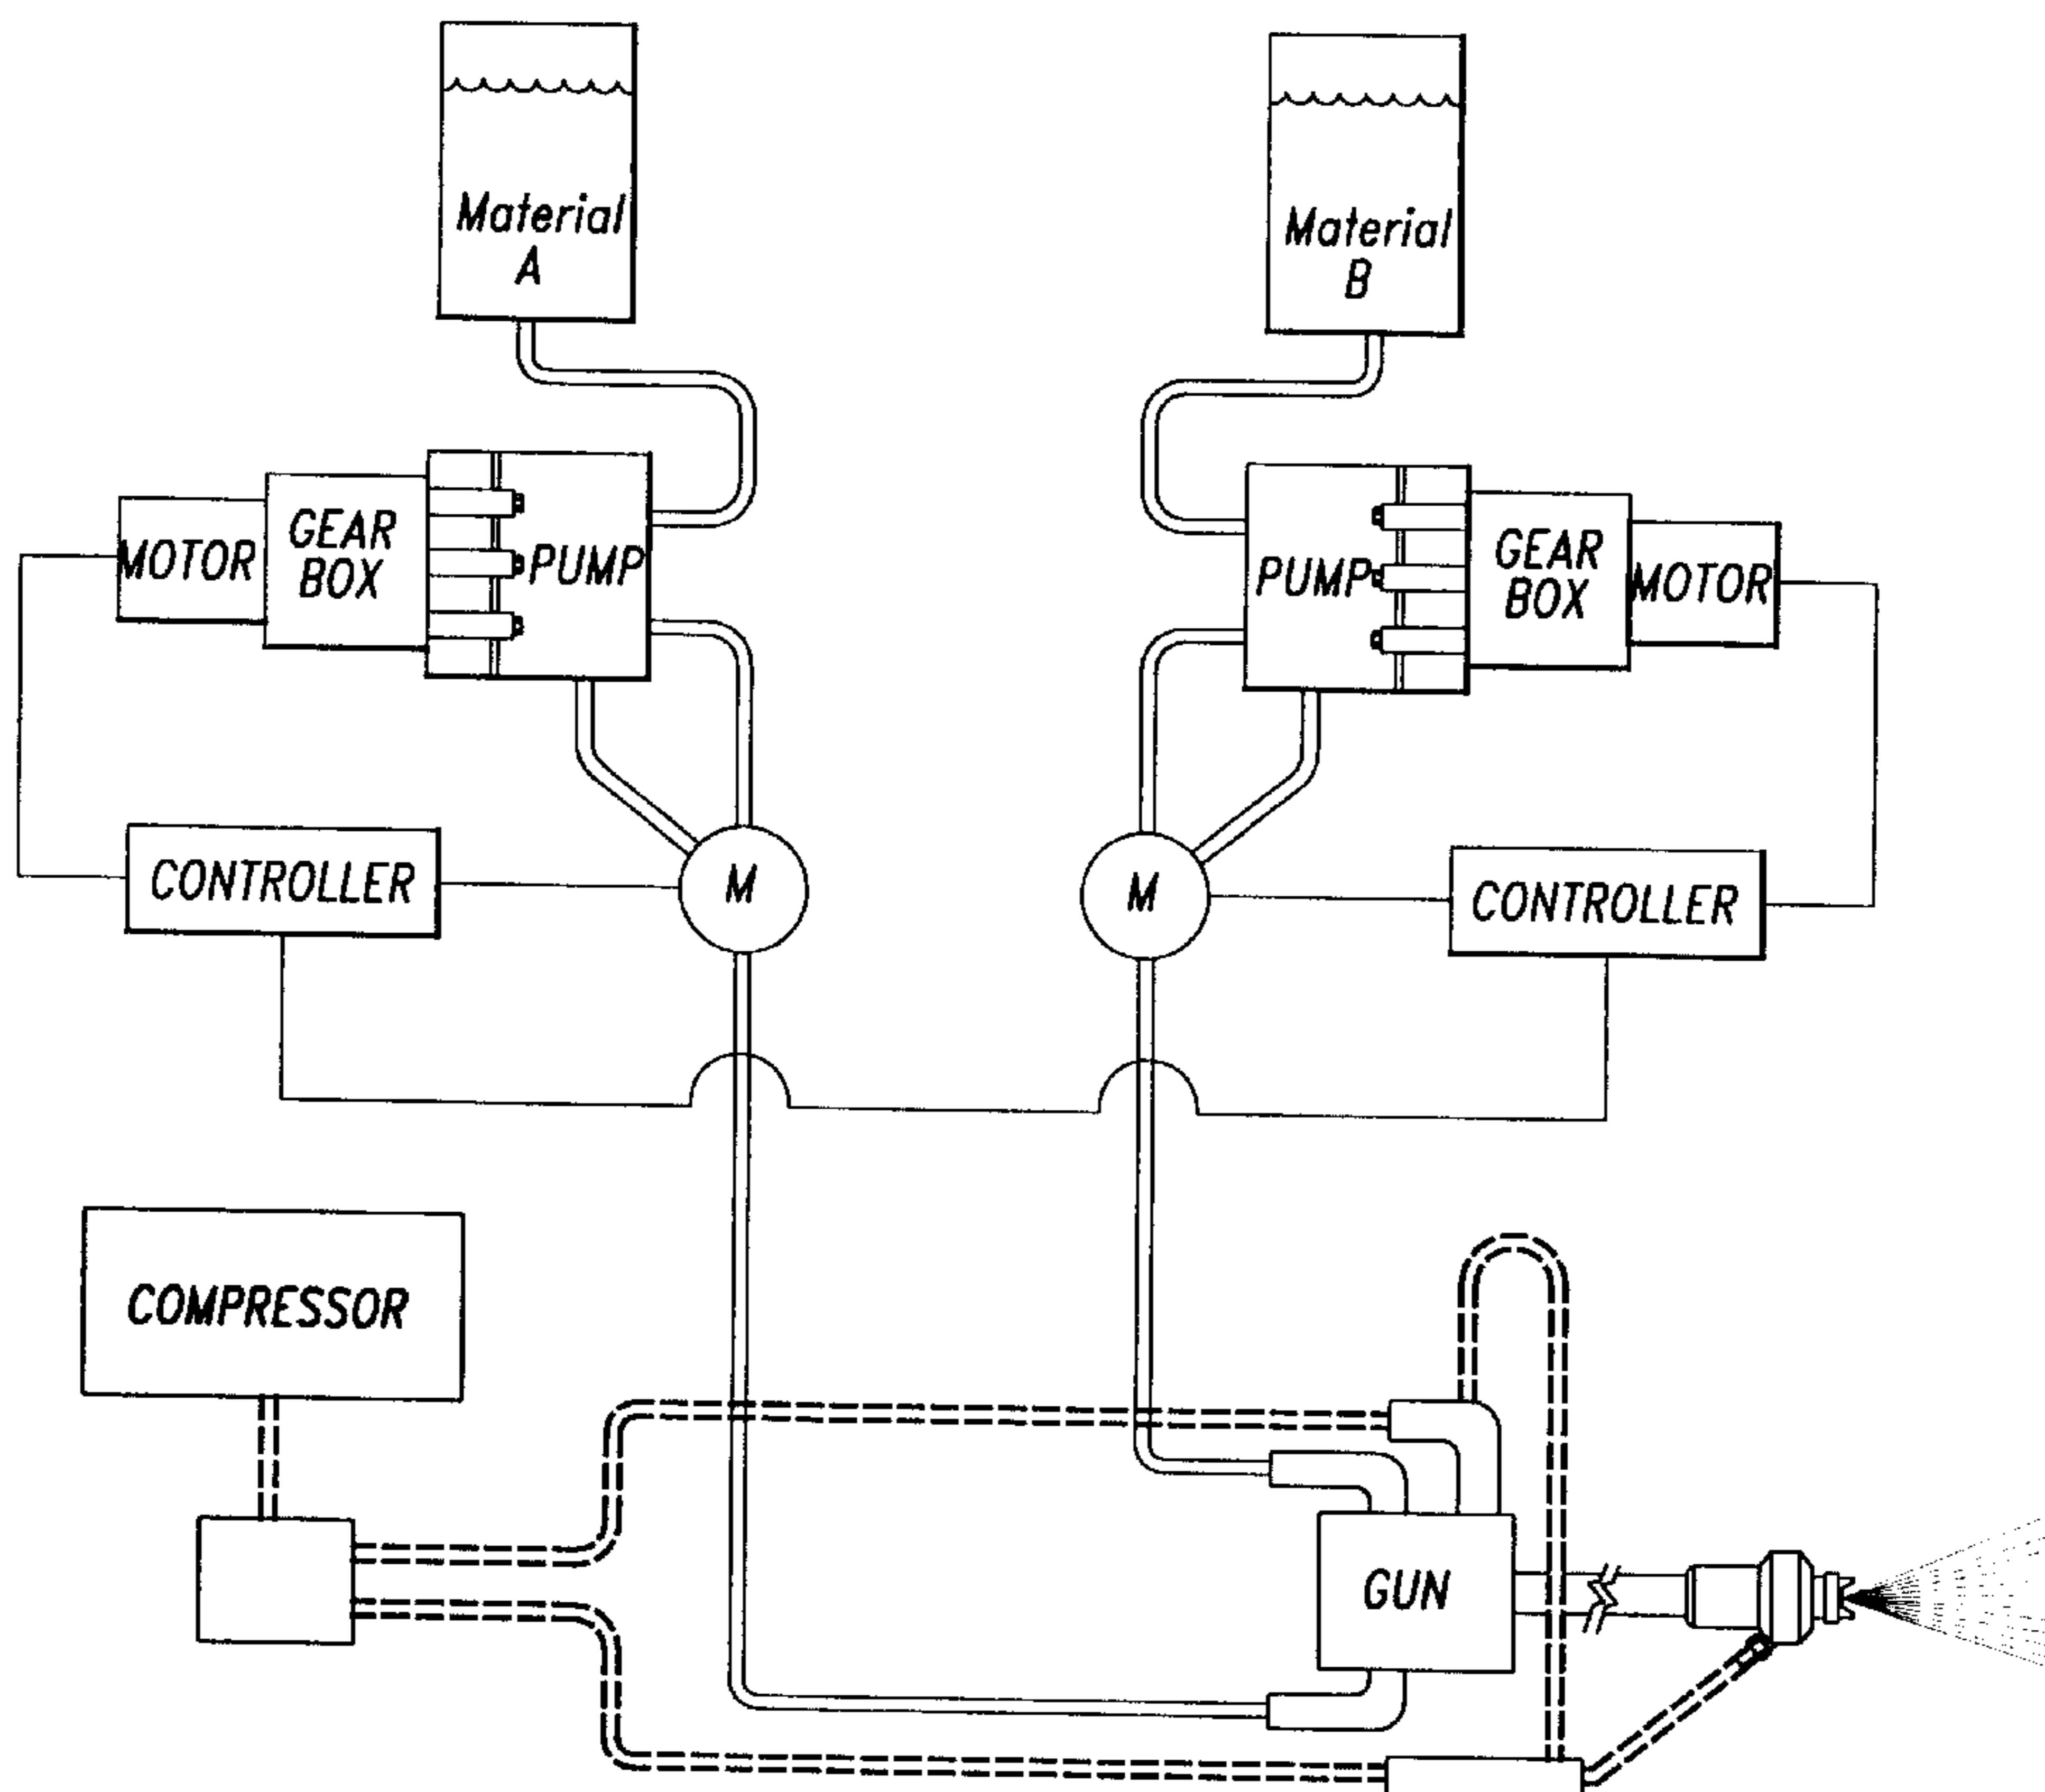 Material
A
Material
B
MOTOR
GEAR
BOX
PUMP
PUMP
GEAR
BOX
MOTOR
CONTROLLER
M
M
CONTROLLER
COMPRESSOR
GUN